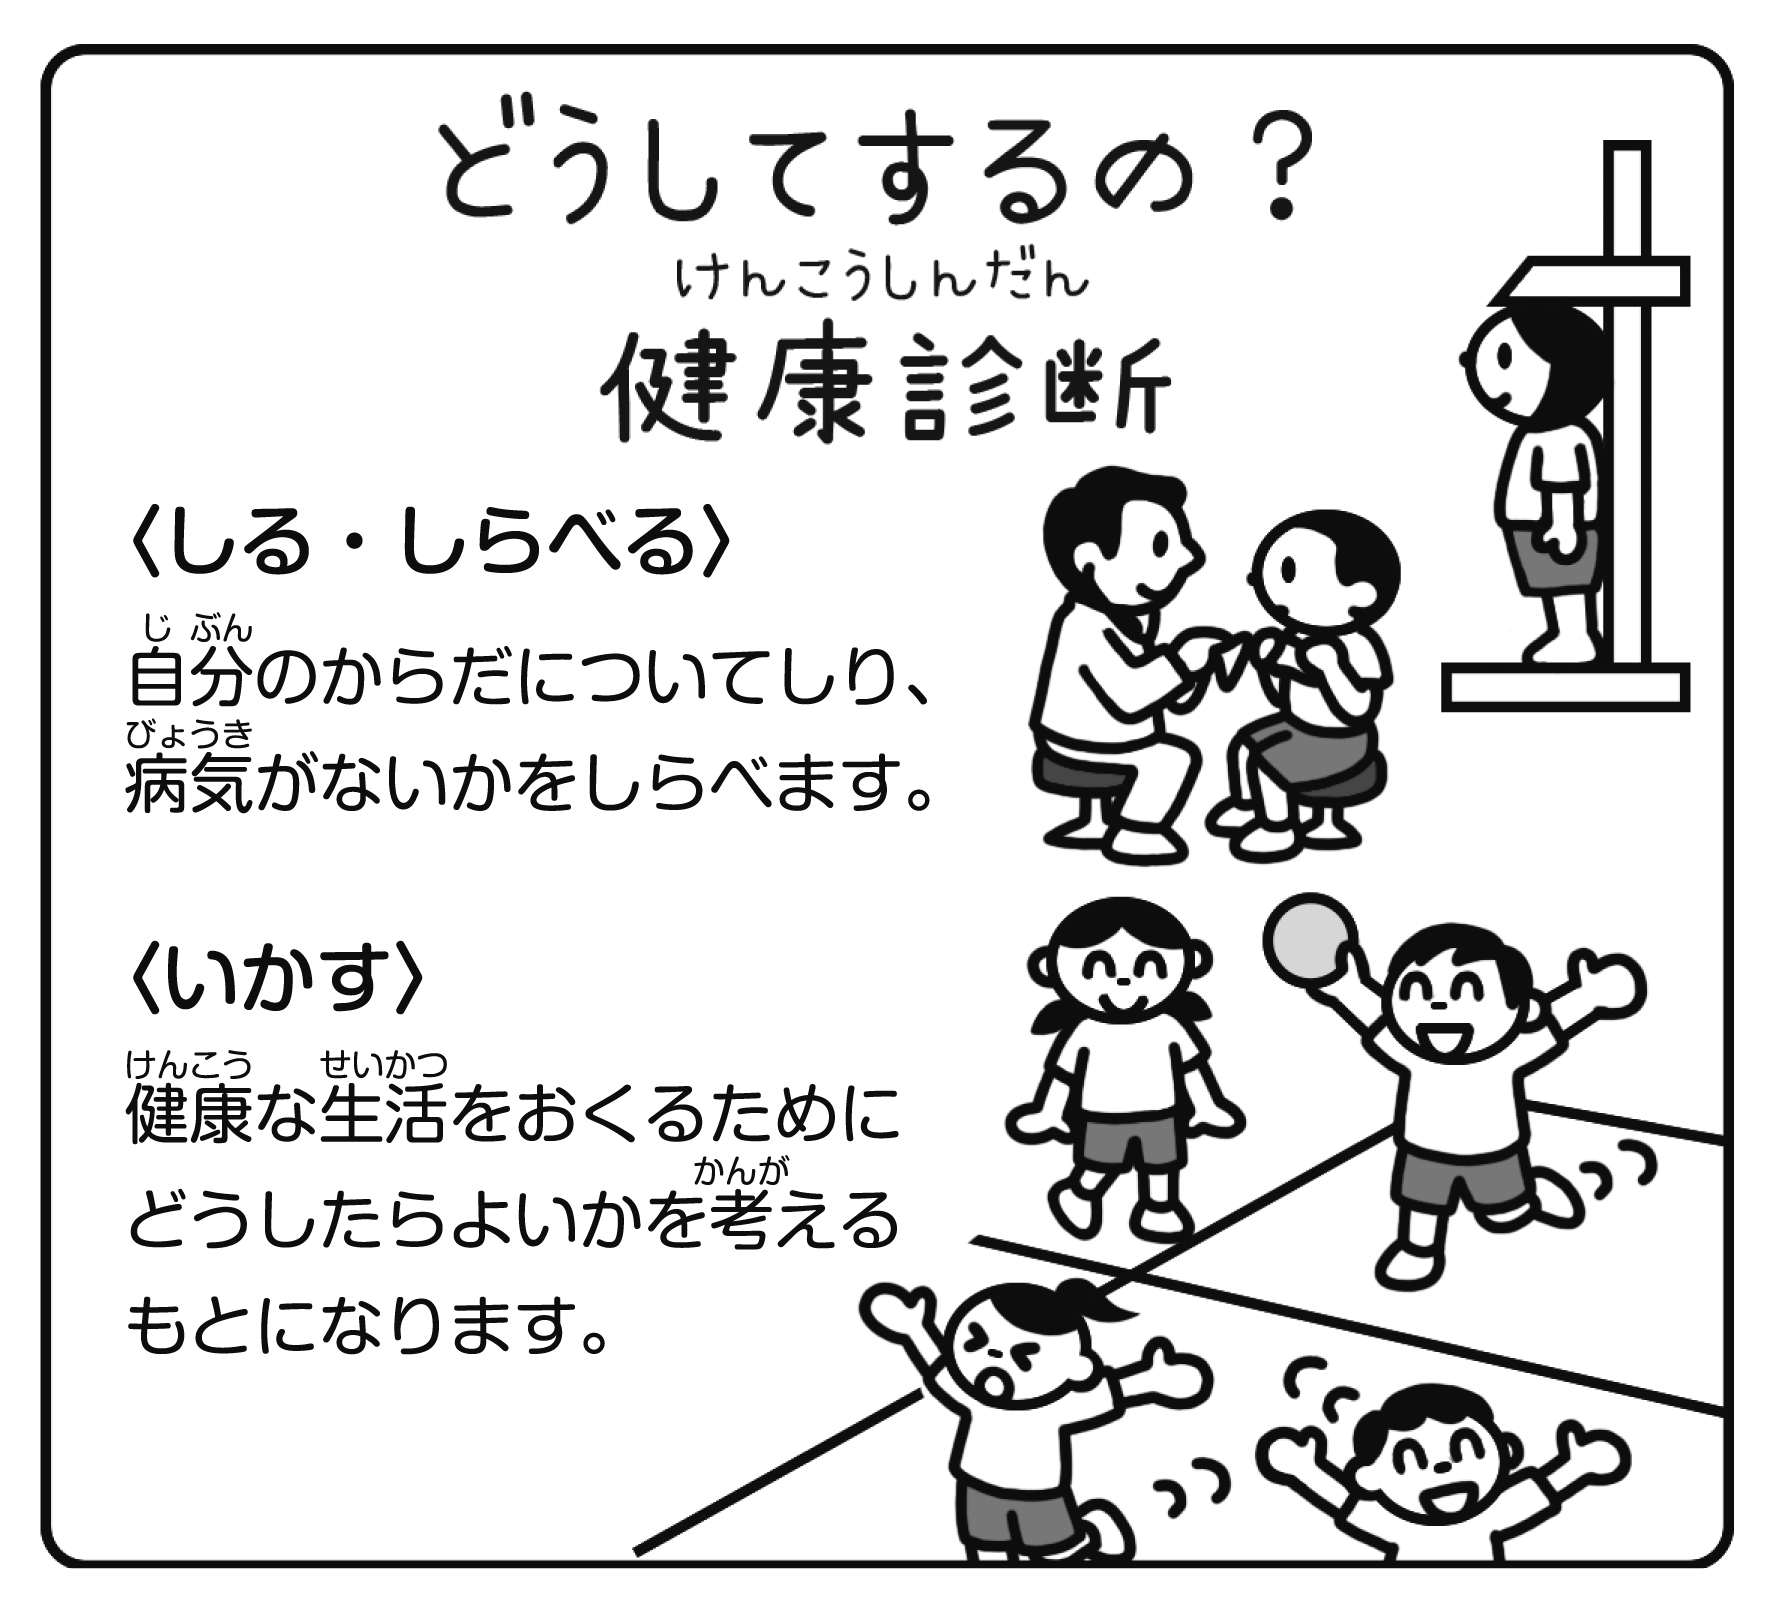 どうしてするの？
けんこうしんだん
健康診断
〈しる・しらべる〉
じ ぶん
自分のからだについてしり、
びょうき
病気がないかをしらべます。
〈いかす〉
けんこう せいかつ
健康な生活をおくるために
かんが
どうしたらよいかを考える
もとになります。